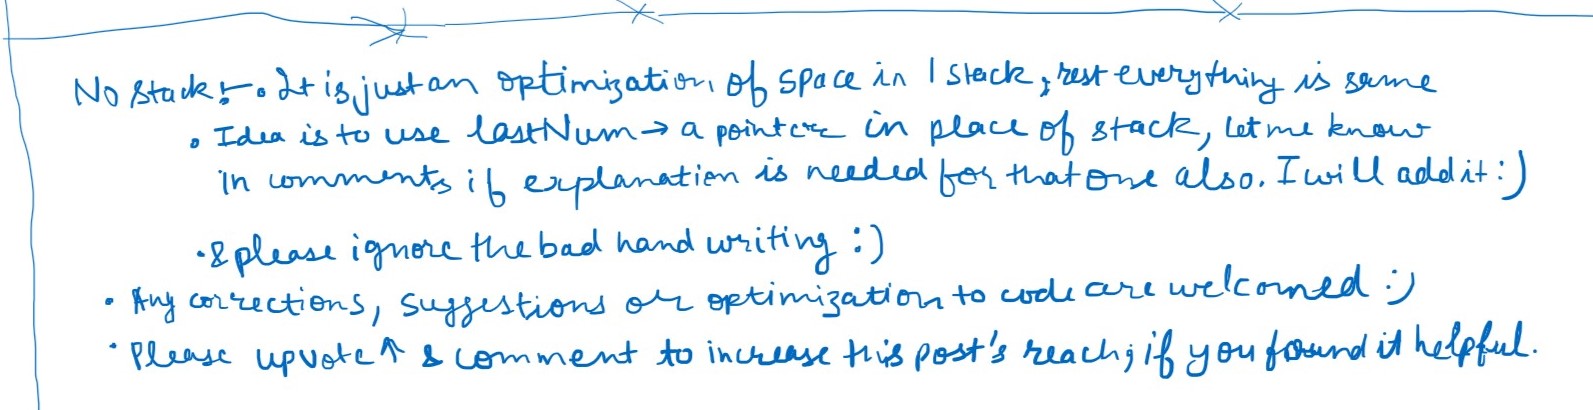 No stack :- • It is just an optimization of space in 1 stack, rest everything is same
• Idea is to use lastNum → a pointer in place of stack, let me know
in comments if explanation is needed for that one also. I will add it :)
• & please ignore the bad hand writing :)
• Any corrections, suggestions or optimization to code are welcomed :)
• Please upvote ↑ & comment to increase this post's reach, if you found it helpful.